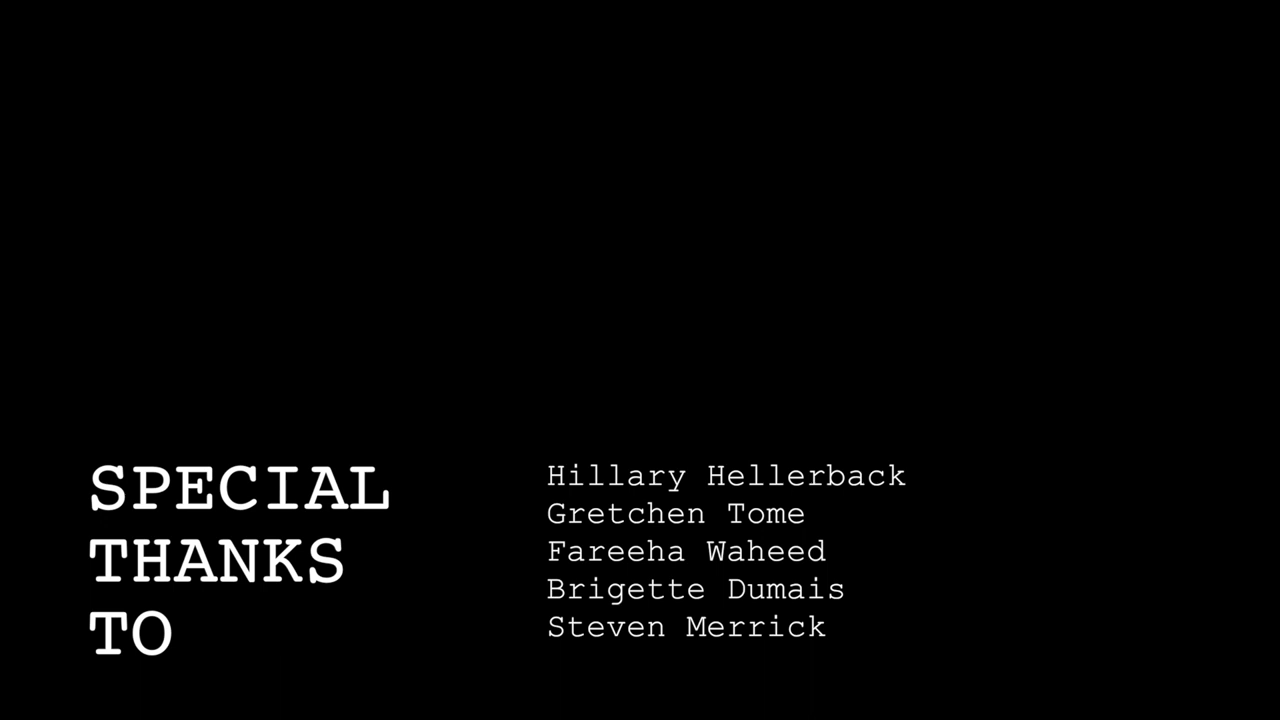 SPECIAL
THANKS
TO
Hillary Hellerback
Gretchen Tome
Fareeha Waheed
Brigette Dumais
Steven Merrick